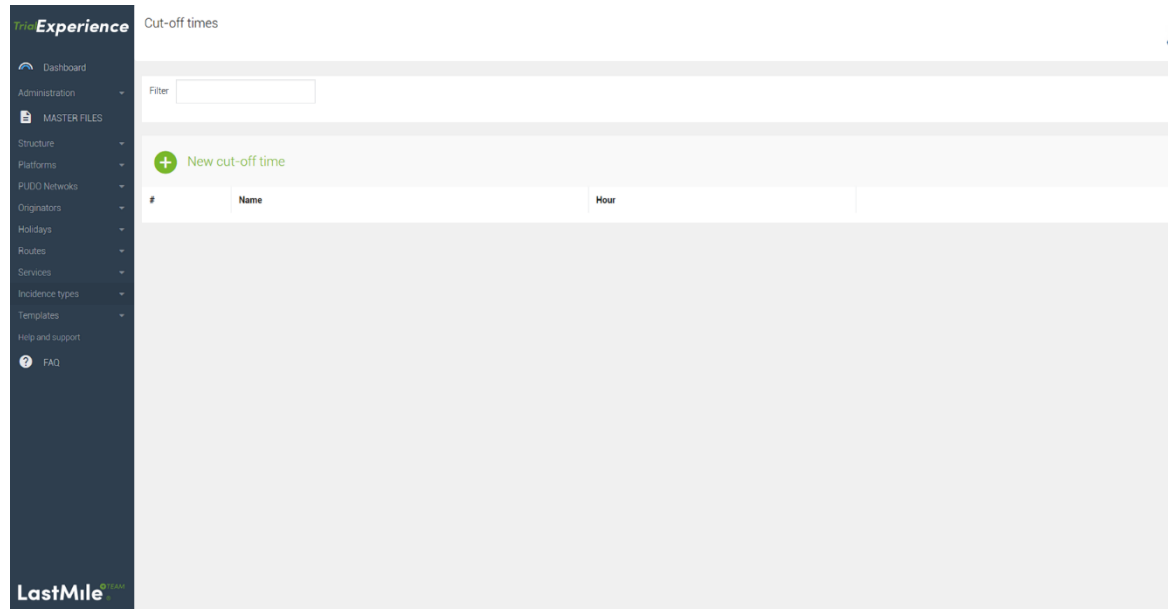 TrialExperience
Cut-off times
Dashboard
Administration
MASTER FILES
Structure
Platforms
PUDO Netwoks
Originators
Holidays
Routes
Services
Incidence types
Templates
Help and support
FAQ
LastMile TEAM
Filter
New cut-off time
# Name Hour